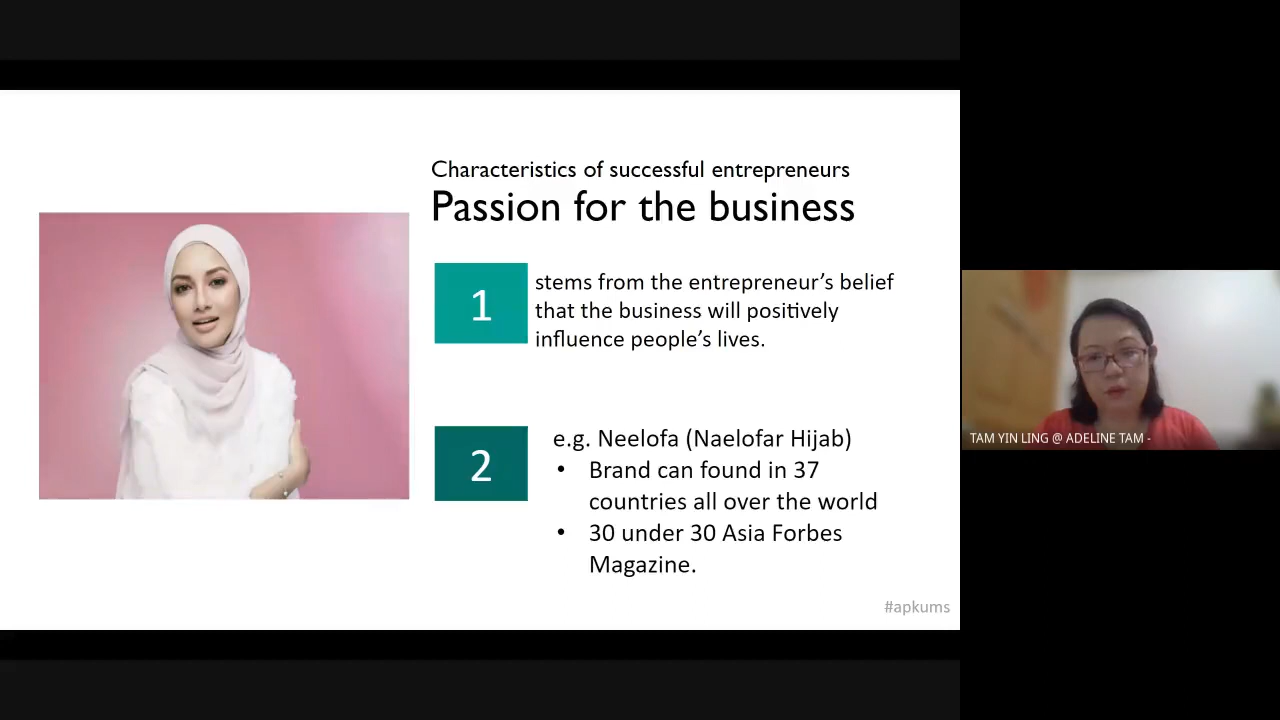 Characteristics of successful entrepreneurs
Passion for the business
1
stems from the entrepreneur’s belief
that the business will positively
influence people’s lives.
2
e.g. Neelofa (Naelofar Hijab)
• Brand can found in 37
countries all over the world
• 30 under 30 Asia Forbes
Magazine.
#apkums
TAM YIN LING @ ADELINE TAM -